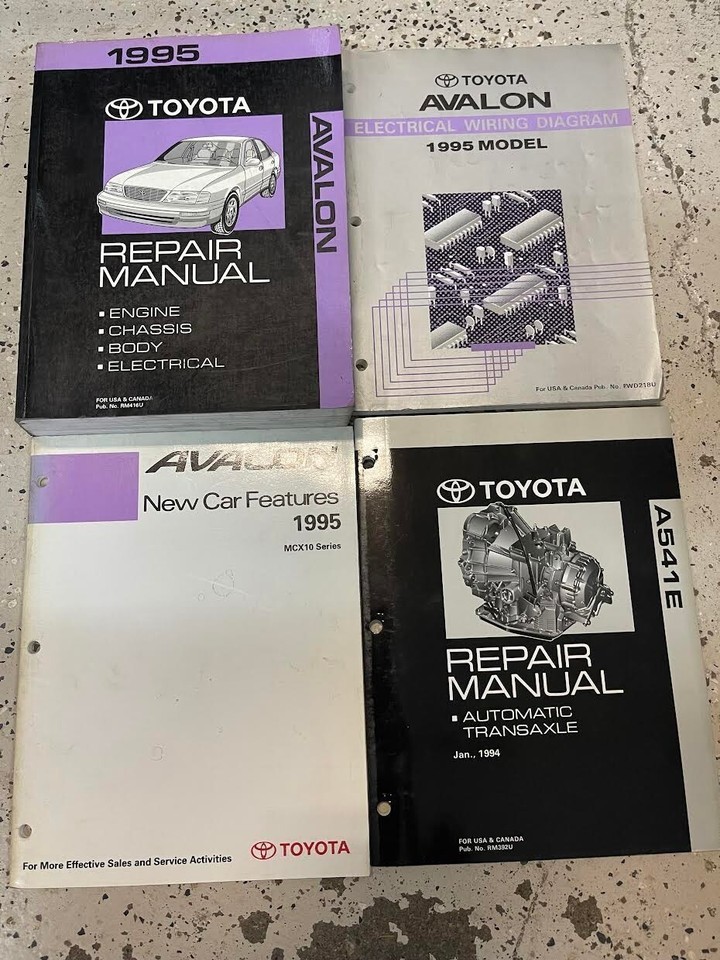 1995
TOYOTA
AVALON
REPAIR
MANUAL
▪ ENGINE
▪ CHASSIS
▪ BODY
▪ ELECTRICAL
FOR USA & CANADA
Pub. No. RM416U
TOYOTA
AVALON
ELECTRICAL WIRING DIAGRAM
1995 MODEL
For USA & Canada Pub. No. EWD218U
AVALON
New Car Features
1995
MCX10 Series
For More Effective Sales and Service Activities
TOYOTA
TOYOTA
A541E
REPAIR
MANUAL
▪ AUTOMATIC
TRANSAXLE
Jan., 1994
FOR USA & CANADA
Pub. No. RM392U